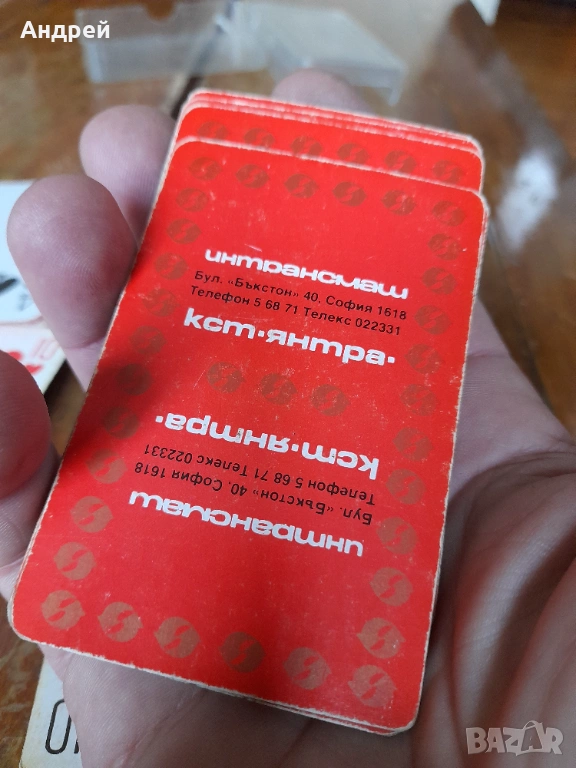 Андрей
интрансмаш
Бул. «Бъкстон» 40, София 1618
Телефон 5 68 71 Телекс 022331
кст·янтра·
кст·янтра·
Телефон 5 68 71 Телекс 022331
Бул. «Бъкстон» 40, София 1618
интрансмаш
BAZAR